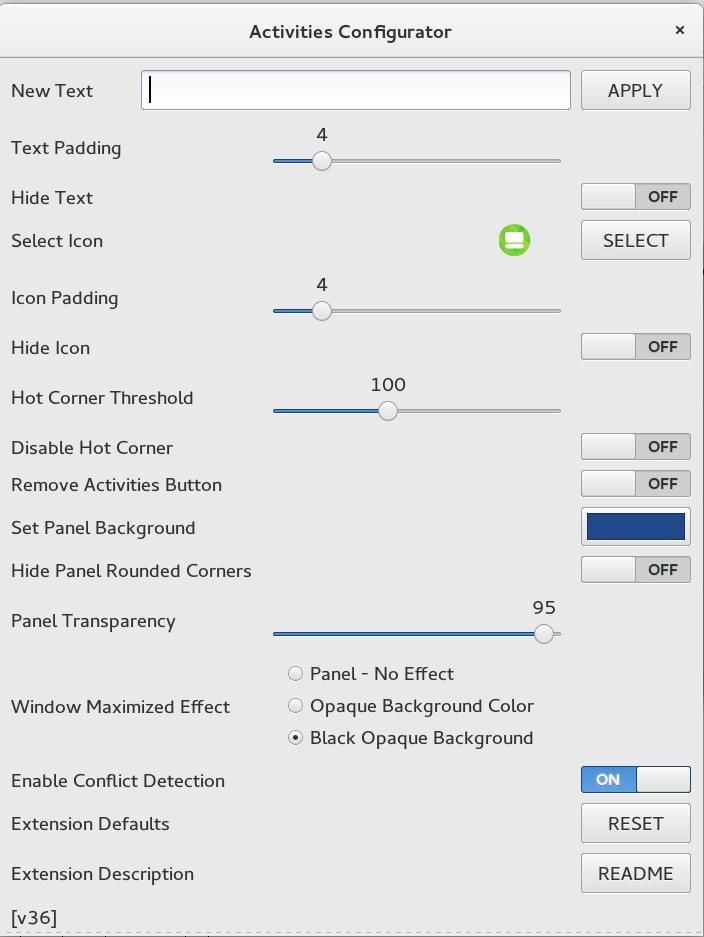 Activities Configurator ×
New Text APPLY
4
Text Padding
Hide Text OFF
Select Icon SELECT
4
Icon Padding
Hide Icon OFF
100
Hot Corner Threshold
Disable Hot Corner OFF
Remove Activities Button OFF
Set Panel Background
Hide Panel Rounded Corners OFF
95
Panel Transparency
Panel - No Effect
Window Maximized Effect Opaque Background Color
Black Opaque Background
Enable Conflict Detection ON
Extension Defaults RESET
Extension Description README
[v36]